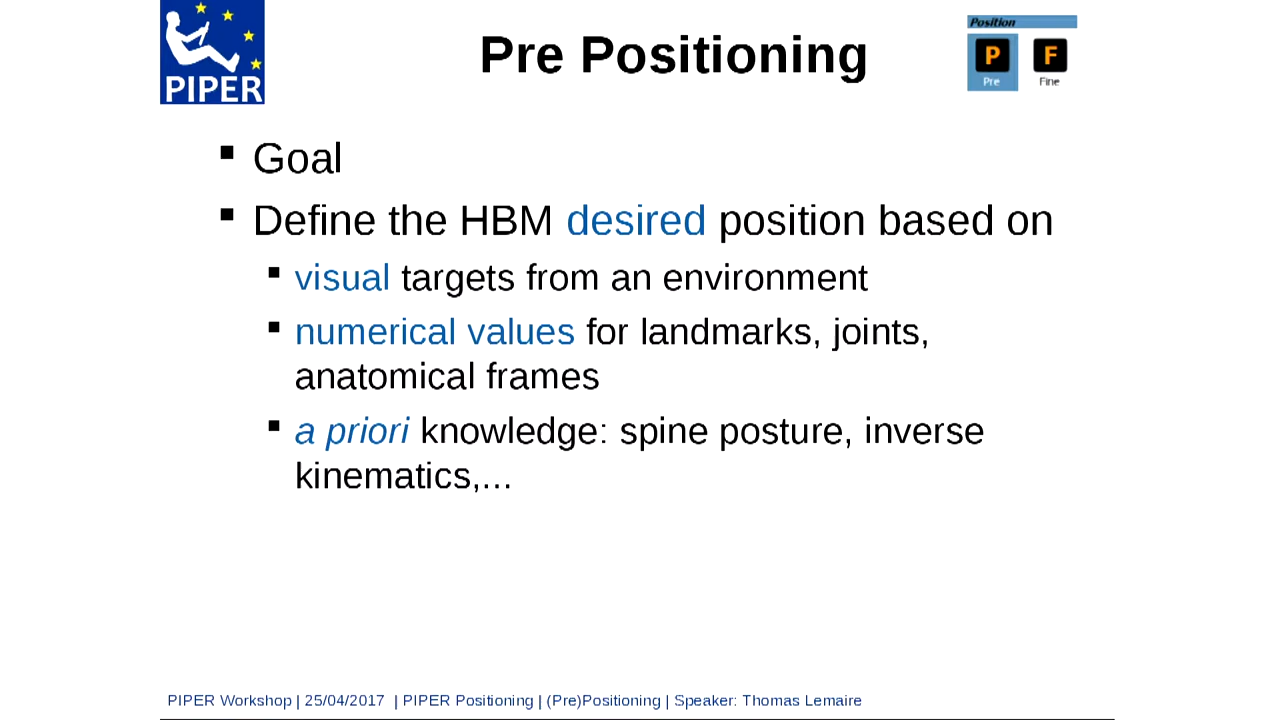 PIPER
Pre Positioning
Position
P
F
Pre
Fine
Goal
Define the HBM desired position based on
visual targets from an environment
numerical values for landmarks, joints,
anatomical frames
a priori knowledge: spine posture, inverse
kinematics,...
PIPER Workshop | 25/04/2017 | PIPER Positioning | (Pre)Positioning | Speaker: Thomas Lemaire